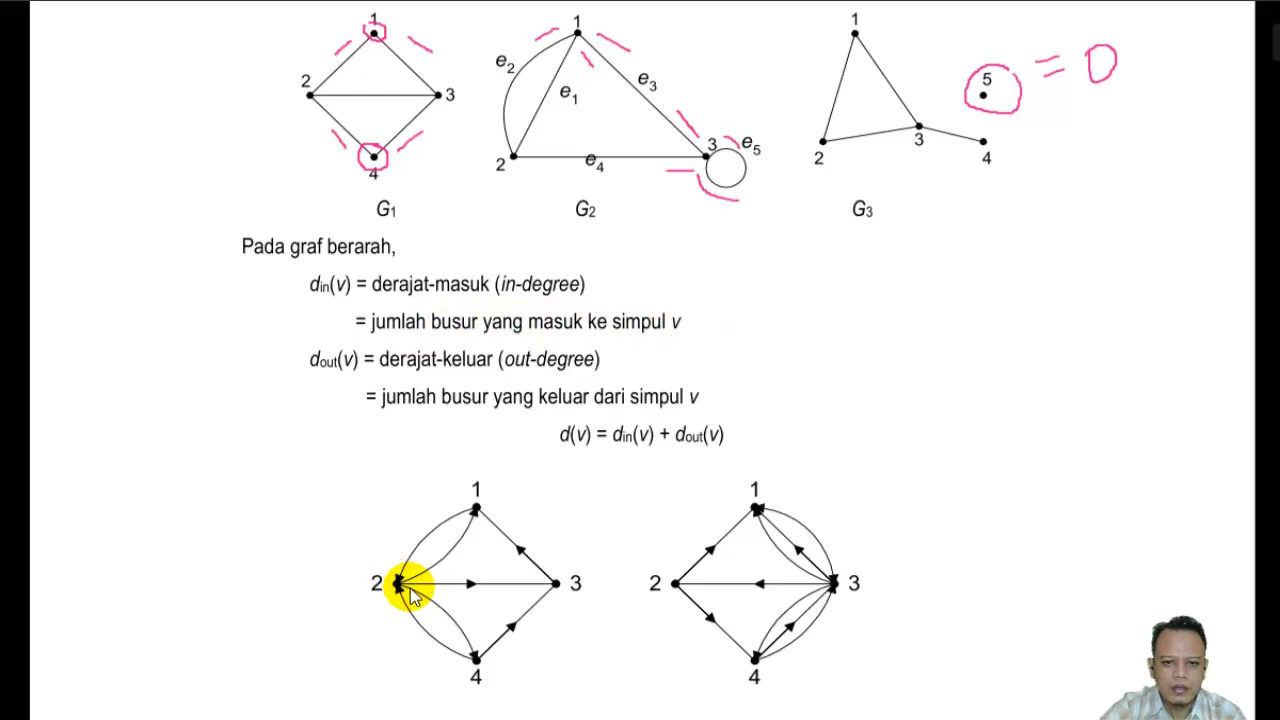 1 1 1
2 3 e2 e1 e3 5 = 0
4 2 e4 3 e5 2 3 4
G1 G2 G3
Pada graf berarah,
din(v) = derajat-masuk (in-degree)
= jumlah busur yang masuk ke simpul v
dout(v) = derajat-keluar (out-degree)
= jumlah busur yang keluar dari simpul v
d(v) = din(v) + dout(v)
1 1
2 3 2 3
4 4